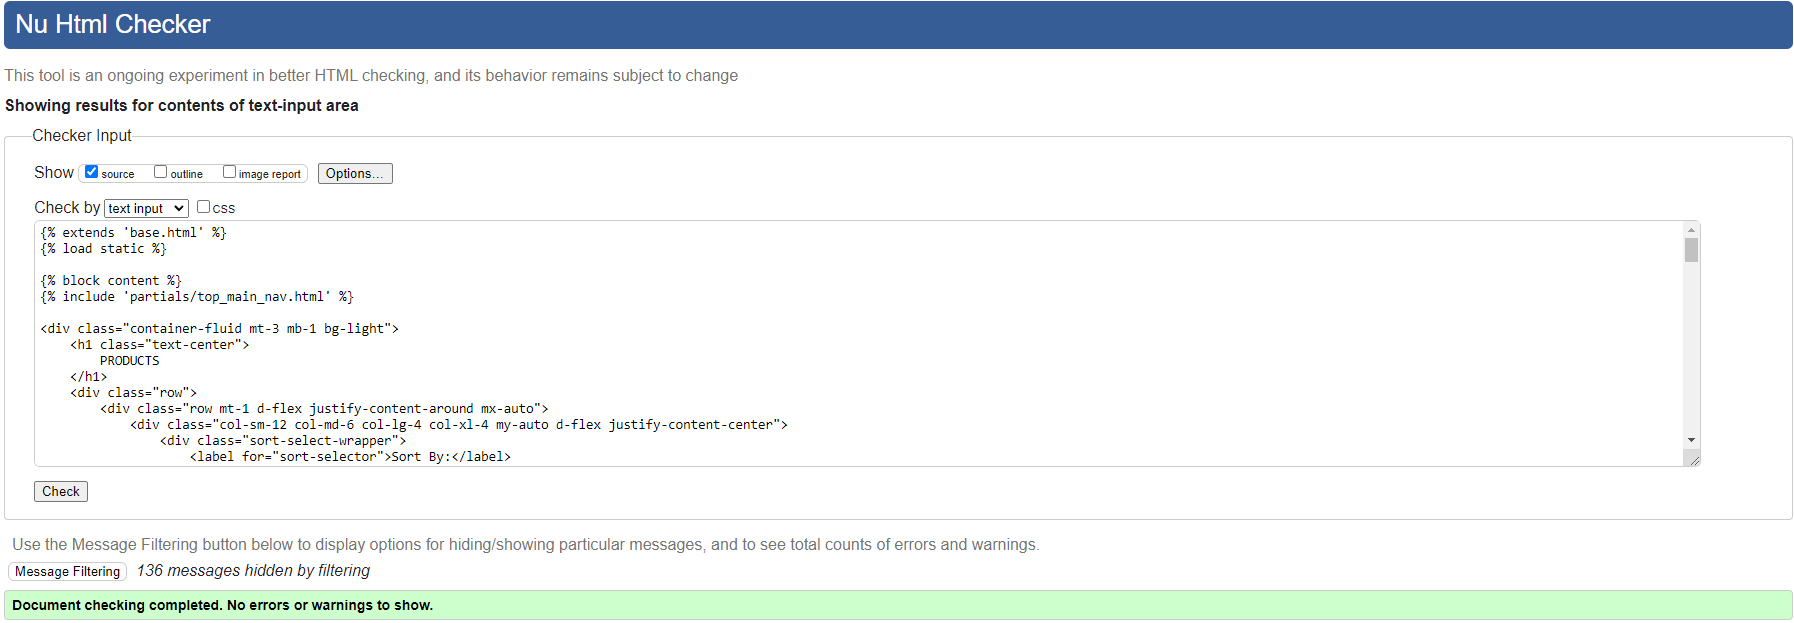 Nu Html Checker
This tool is an ongoing experiment in better HTML checking, and its behavior remains subject to change
Showing results for contents of text-input area
Checker Input
Show source outline image report Options...
Check by text input css
{% extends 'base.html' %}
{% load static %}
{% block content %}
{% include 'partials/top_main_nav.html' %}
<div class="container-fluid mt-3 mb-1 bg-light">
<h1 class="text-center">
PRODUCTS
</h1>
<div class="row">
<div class="row mt-1 d-flex justify-content-around mx-auto">
<div class="col-sm-12 col-md-6 col-lg-4 col-xl-4 my-auto d-flex justify-content-center">
<div class="sort-select-wrapper">
<label for="sort-selector">Sort By:</label>
Check
Use the Message Filtering button below to display options for hiding/showing particular messages, and to see total counts of errors and warnings.
Message Filtering 136 messages hidden by filtering
Document checking completed. No errors or warnings to show.